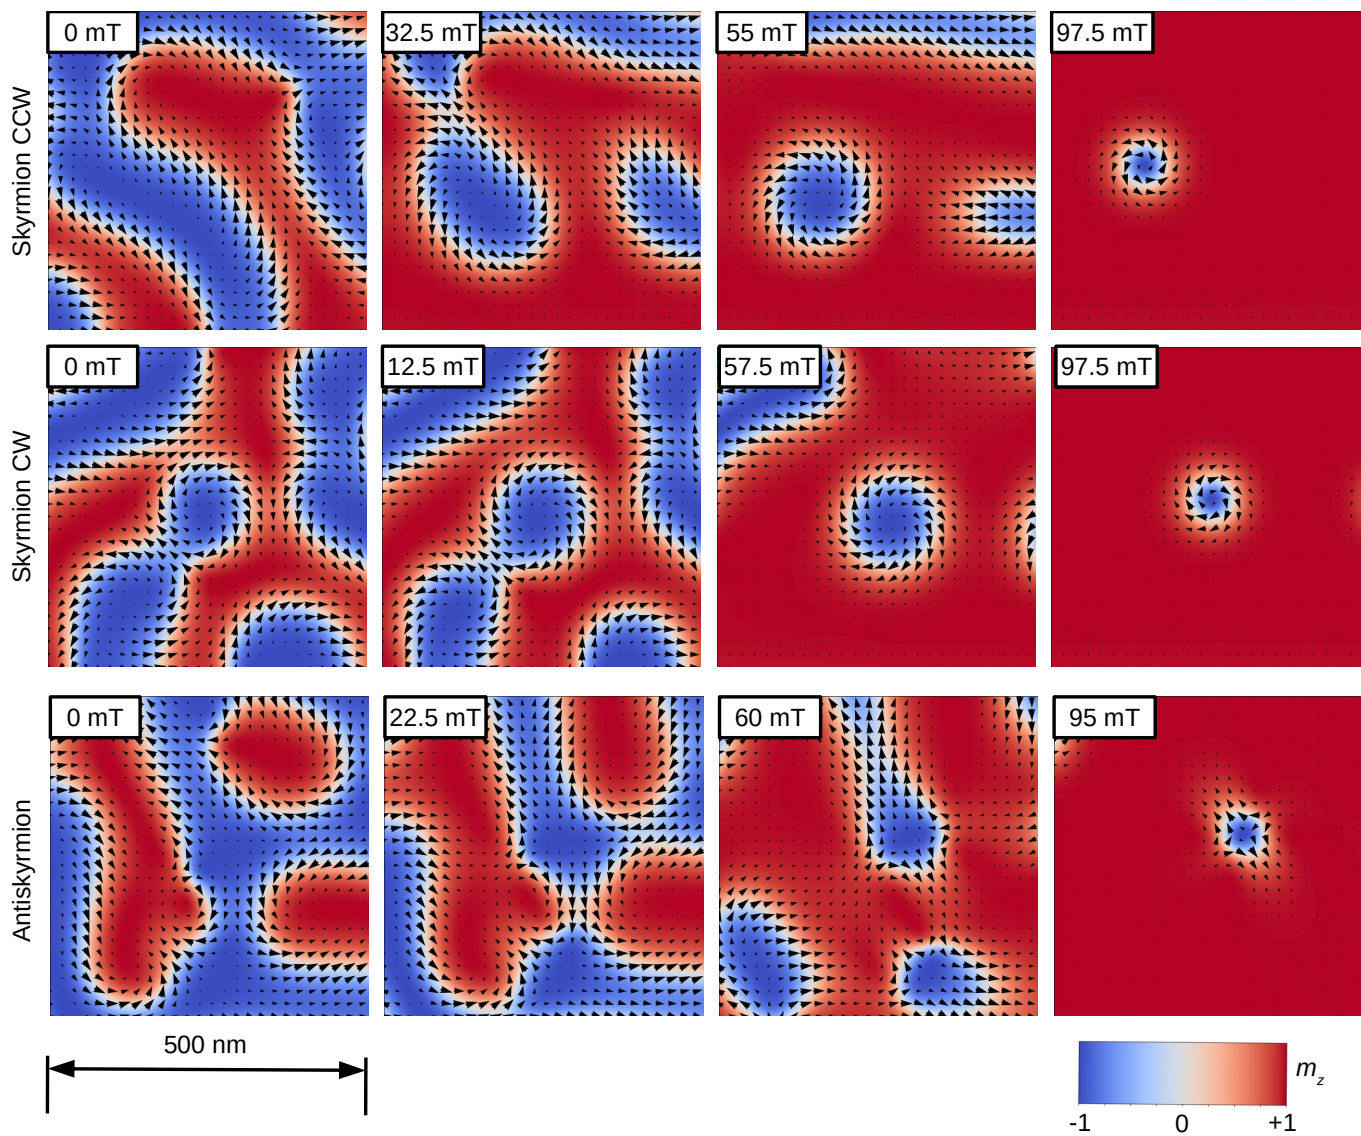 Skyrmion CCW
0 mT
32.5 mT
55 mT
97.5 mT
Skyrmion CW
0 mT
12.5 mT
57.5 mT
97.5 mT
Antiskyrmion
0 mT
22.5 mT
60 mT
95 mT
500 nm
m_z
-1 0 +1